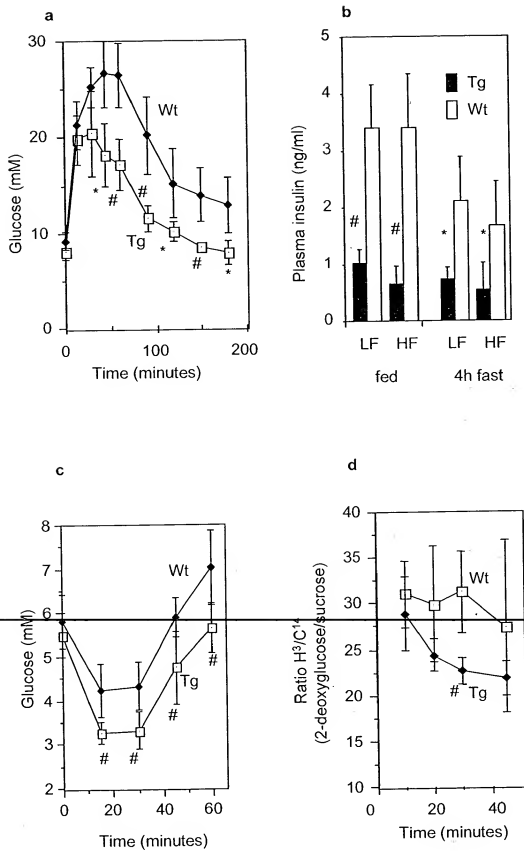 a
30
20
10
0
Glucose (mM)
Wt
Tg
*
#
#
*
#
*
0
100
200
Time (minutes)
b
6
5
4
3
2
1
0
Plasma insulin (ng/ml)
Tg
Wt
#
#
*
*
LF
HF
LF
HF
fed
4h fast
c
8
7
6
5
4
3
2
Glucose (mM)
Wt
Tg
#
#
#
#
0
20
40
60
Time (minutes)
d
40
35
30
25
20
15
10
Ratio H³/C¹⁴
(2-deoxyglucose/sucrose)
Wt
# Tg
0
20
40
Time (minutes)